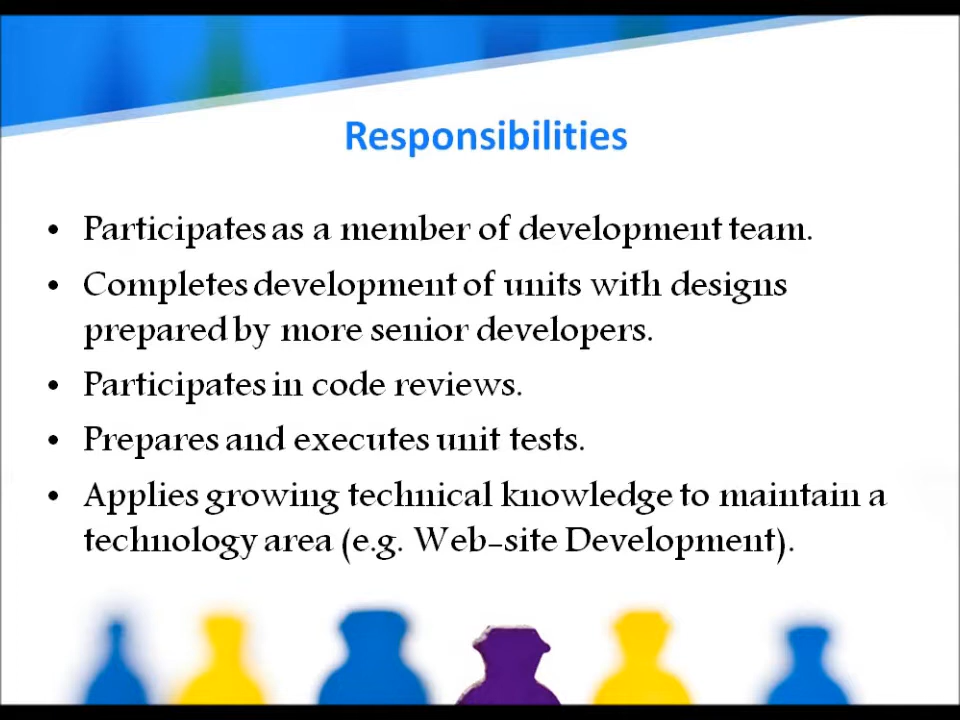 Responsibilities
• Participates as a member of development team.
• Completes development of units with designs
prepared by more senior developers.
• Participates in code reviews.
• Prepares and executes unit tests.
• Applies growing technical knowledge to maintain a
technology area (e.g. Web-site Development).